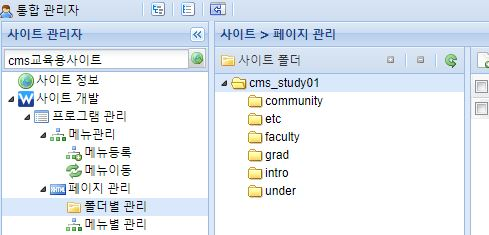 통합 관리자
사이트 관리자
cms교육용사이트
사이트 정보
사이트 개발
프로그램 관리
메뉴관리
메뉴등록
메뉴이동
페이지 관리
폴더별 관리
메뉴별 관리
사이트 > 페이지 관리
사이트 폴더
cms_study01
community
etc
faculty
grad
intro
under